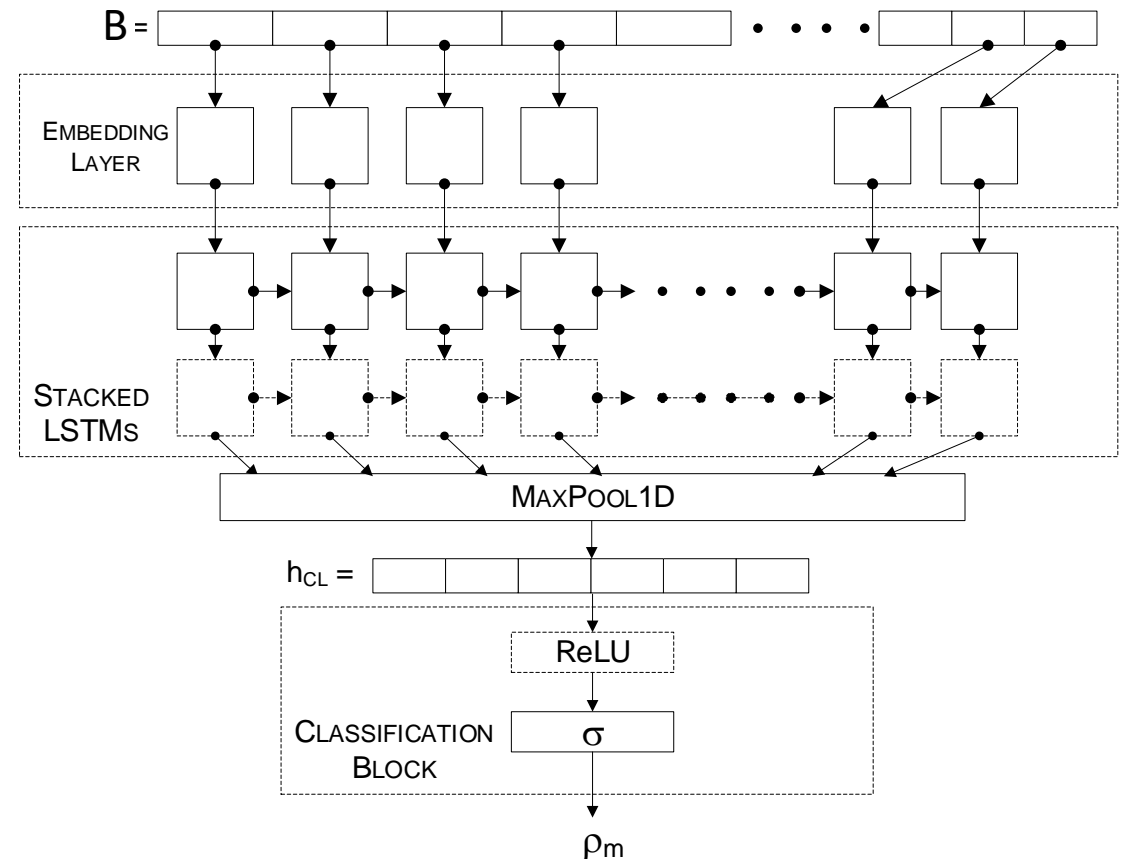 B =
EMBEDDING
LAYER
STACKED
LSTMS
MAXPOOL1D
hCL =
ReLU
σ
CLASSIFICATION
BLOCK
ρm